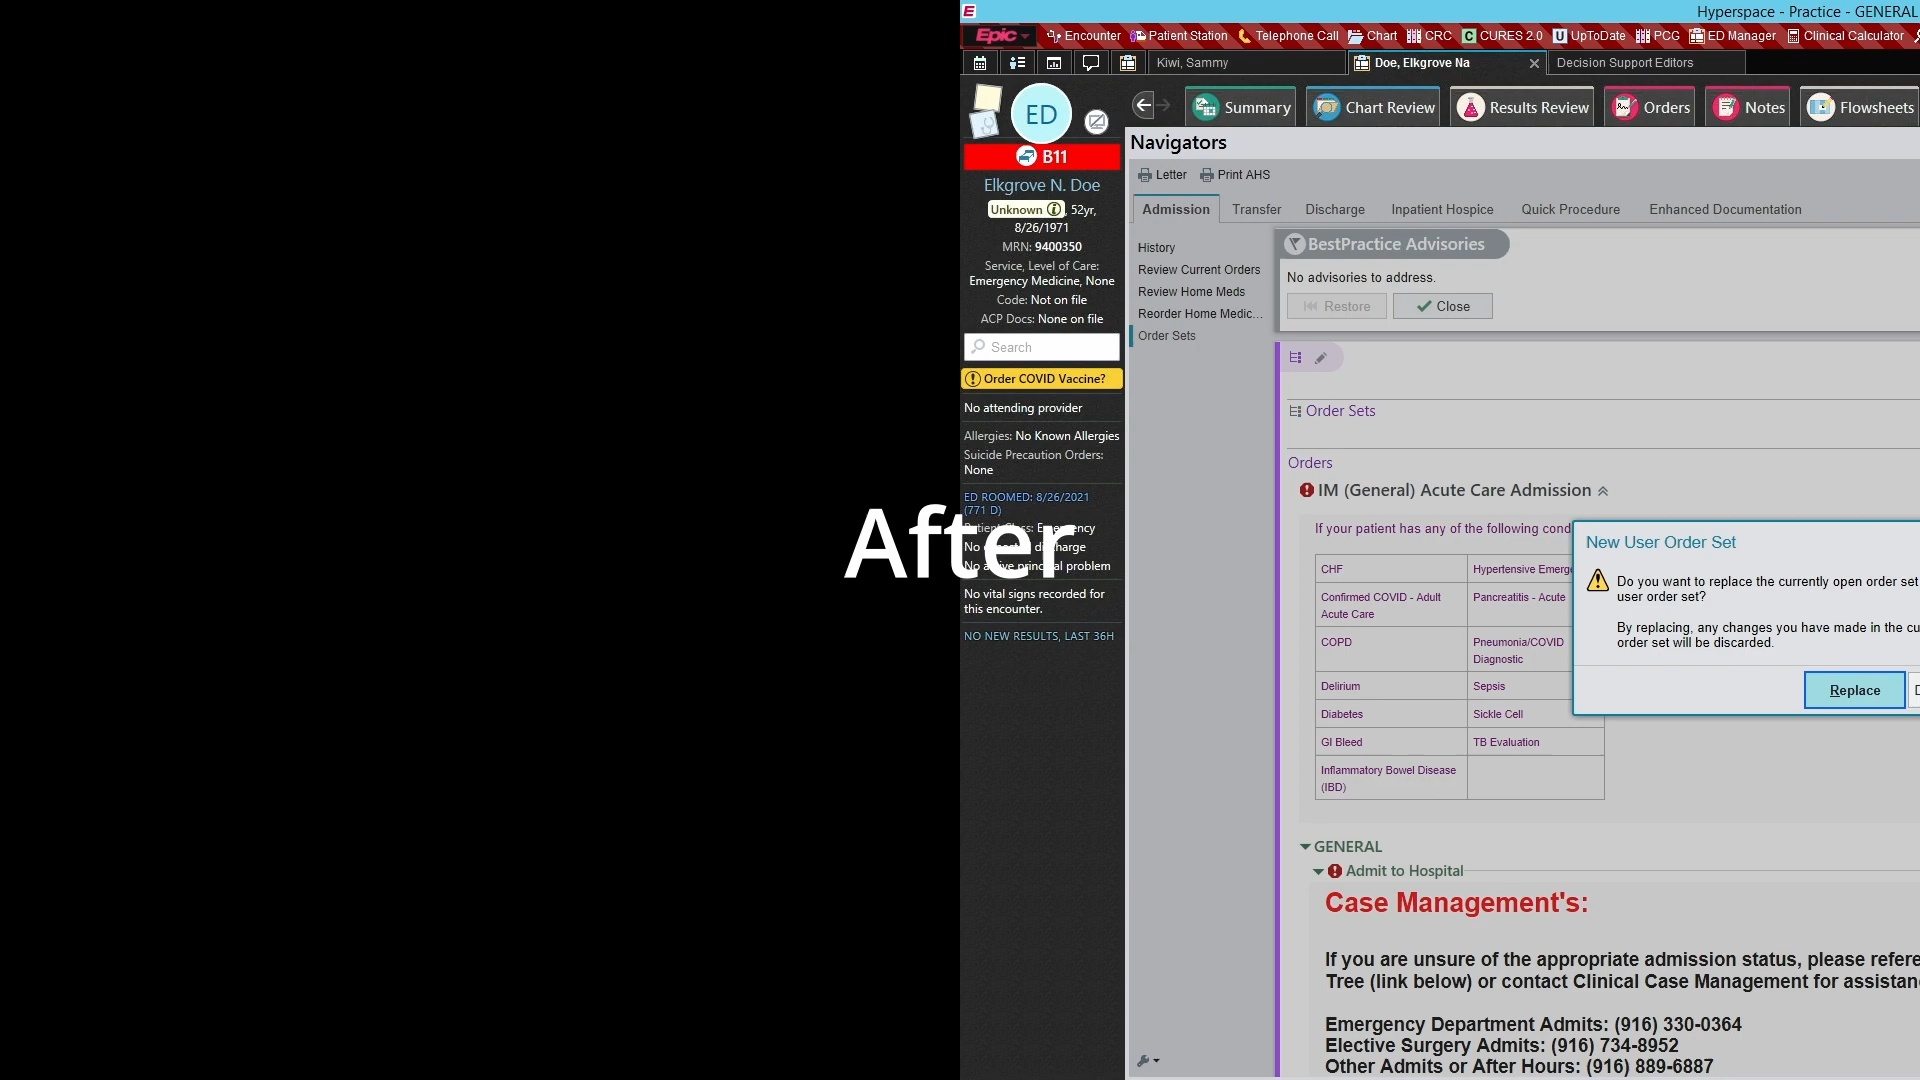 Hyperspace - Practice - GENERAL
Epic
Encounter
Patient Station
Telephone Call
Chart
CRC
CURES 2.0
UpToDate
PCG
ED Manager
Clinical Calculator
Kiwi, Sammy
Doe, Elkgrove Na
Decision Support Editors
ED
Summary
Chart Review
Results Review
Orders
Notes
Flowsheets
B11
Elkgrove N. Doe
Unknown , 52yr,
8/26/1971
MRN: 9400350
Service, Level of Care:
Emergency Medicine, None
Code: Not on file
ACP Docs: None on file
Search
Order COVID Vaccine?
No attending provider
Allergies: No Known Allergies
Suicide Precaution Orders:
None
ED ROOMED: 8/26/2021
(771 D)
After
No vital signs recorded for
this encounter.
NO NEW RESULTS, LAST 36H
Navigators
Letter
Print AHS
Admission
Transfer
Discharge
Inpatient Hospice
Quick Procedure
Enhanced Documentation
History
Review Current Orders
Review Home Meds
Reorder Home Medic...
Order Sets
BestPractice Advisories
No advisories to address.
Restore
Close
Order Sets
Orders
IM (General) Acute Care Admission
If your patient has any of the following cond
CHF
Hypertensive Emerge
Confirmed COVID - Adult
Acute Care
Pancreatitis - Acute
COPD
Pneumonia/COVID
Diagnostic
Delirium
Sepsis
Diabetes
Sickle Cell
GI Bleed
TB Evaluation
Inflammatory Bowel Disease
(IBD)
New User Order Set
Do you want to replace the currently open order set
user order set?
By replacing, any changes you have made in the cu
order set will be discarded.
Replace
GENERAL
Admit to Hospital
Case Management's:
If you are unsure of the appropriate admission status, please refere
Tree (link below) or contact Clinical Case Management for assistan
Emergency Department Admits: (916) 330-0364
Elective Surgery Admits: (916) 734-8952
Other Admits or After Hours: (916) 889-6887